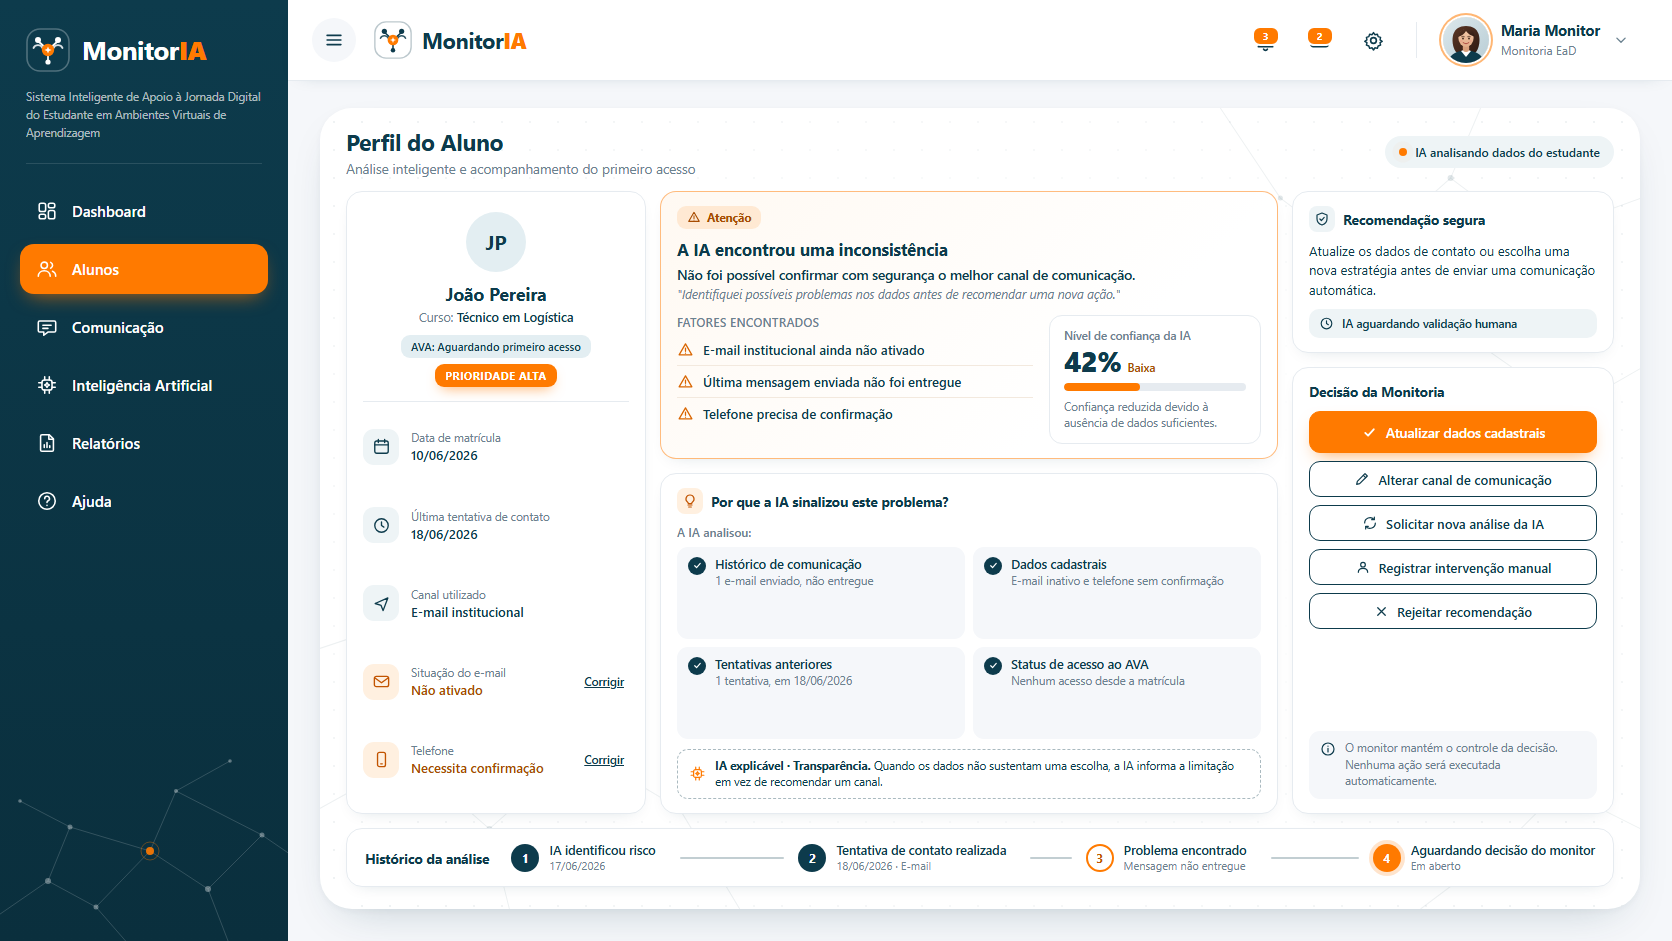 MonitorIA
Sistema Inteligente de Apoio à Jornada Digital
do Estudante em Ambientes Virtuais de
Aprendizagem
Dashboard
Alunos
Comunicação
Inteligência Artificial
Relatórios
Ajuda
MonitorIA
3
2
Maria Monitor
Monitoria EaD
Perfil do Aluno
Análise inteligente e acompanhamento do primeiro acesso
IA analisando dados do estudante
JP
João Pereira
Curso: Técnico em Logística
AVA: Aguardando primeiro acesso
PRIORIDADE ALTA
Data de matrícula
10/06/2026
Última tentativa de contato
18/06/2026
Canal utilizado
E-mail institucional
Situação do e-mail
Não ativado
Corrigir
Telefone
Necessita confirmação
Corrigir
Atenção
A IA encontrou uma inconsistência
Não foi possível confirmar com segurança o melhor canal de comunicação.
"Identifiquei possíveis problemas nos dados antes de recomendar uma nova ação."
FATORES ENCONTRADOS
E-mail institucional ainda não ativado
Última mensagem enviada não foi entregue
Telefone precisa de confirmação
Nível de confiança da IA
42% Baixa
Confiança reduzida devido à
ausência de dados suficientes.
Por que a IA sinalizou este problema?
A IA analisou:
Histórico de comunicação
1 e-mail enviado, não entregue
Dados cadastrais
E-mail inativo e telefone sem confirmação
Tentativas anteriores
1 tentativa, em 18/06/2026
Status de acesso ao AVA
Nenhum acesso desde a matrícula
IA explicável · Transparência. Quando os dados não sustentam uma escolha, a IA informa a limitação
em vez de recomendar um canal.
Recomendação segura
Atualize os dados de contato ou escolha uma
nova estratégia antes de enviar uma comunicação
automática.
IA aguardando validação humana
Decisão da Monitoria
Atualizar dados cadastrais
Alterar canal de comunicação
Solicitar nova análise da IA
Registrar intervenção manual
Rejeitar recomendação
O monitor mantém o controle da decisão.
Nenhuma ação será executada
automaticamente.
Histórico da análise
1
IA identificou risco
17/06/2026
2
Tentativa de contato realizada
18/06/2026 · E-mail
3
Problema encontrado
Mensagem não entregue
4
Aguardando decisão do monitor
Em aberto